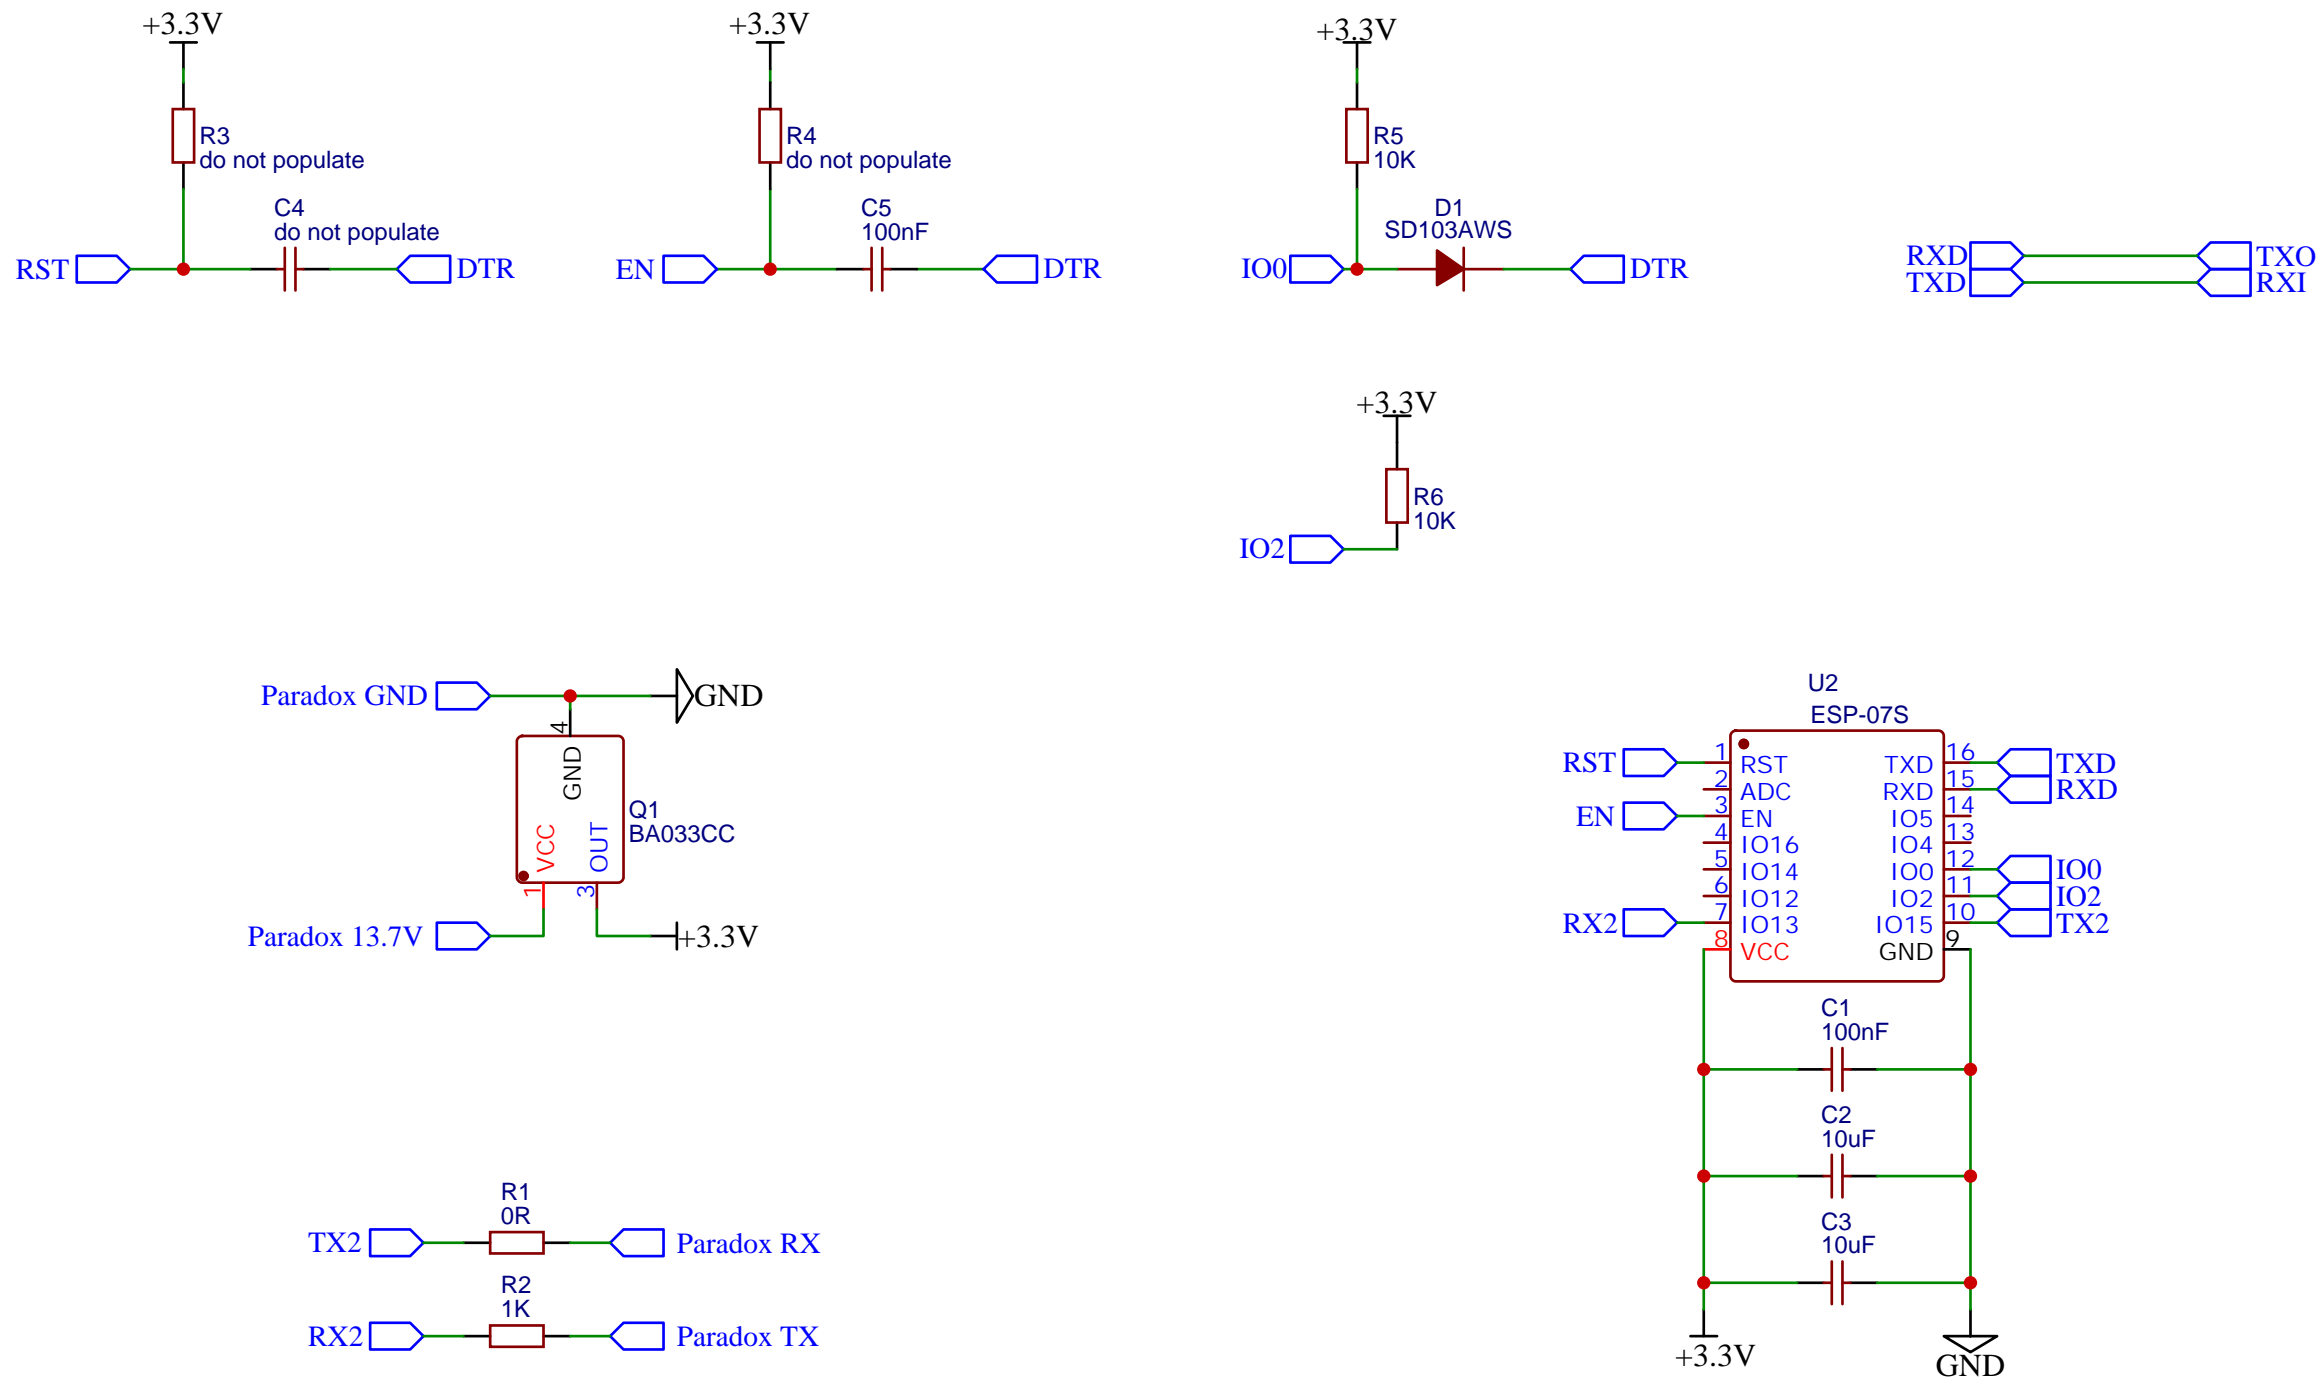 +3.3V
R3
do not populate
C4
do not populate
RST
DTR
+3.3V
R4
do not populate
C5
100nF
EN
DTR
+3.3V
R5
10K
D1
SD103AWS
IO0
DTR
RXD
TXO
TXD
RXI
+3.3V
R6
10K
IO2
Paradox GND
GND
4
GND
Q1
BA033CC
VCC
OUT
1
3
Paradox 13.7V
+3.3V
U2
ESP-07S
RST
1
RST
TXD
16
TXD
2
ADC
RXD
15
RXD
EN
3
EN
IO5
14
4
IO16
IO4
13
5
IO14
IO0
12
IO0
6
IO12
IO2
11
IO2
RX2
7
IO13
IO15
10
TX2
8
VCC
GND
9
C1
100nF
C2
10uF
C3
10uF
+3.3V
GND
R1
0R
TX2
Paradox RX
R2
1K
RX2
Paradox TX